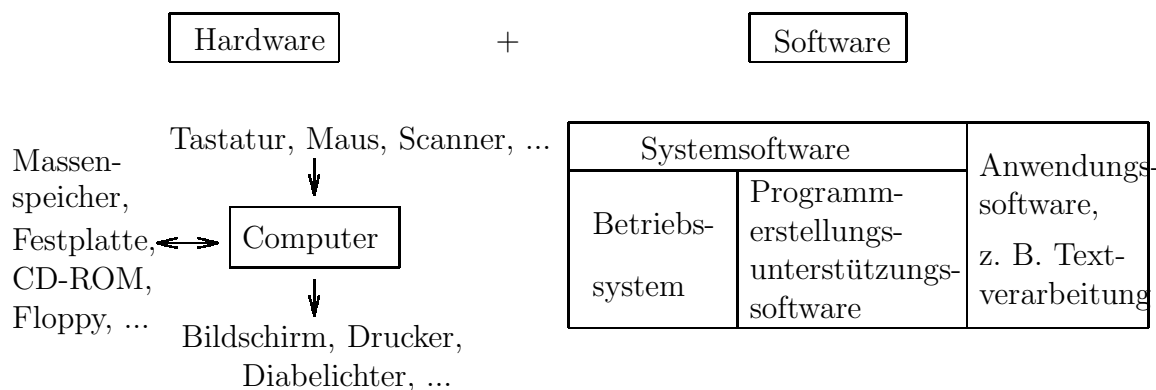 Hardware + Software
Tastatur, Maus, Scanner, ...
Massen-
speicher,
Festplatte,
CD-ROM,
Floppy, ...
Computer
Bildschirm, Drucker,
Diabelichter, ...
Systemsoftware
Betriebs-
system
Programm-
erstellungs-
unterstützungs-
software
Anwendungs-
software,
z. B. Text-
verarbeitung